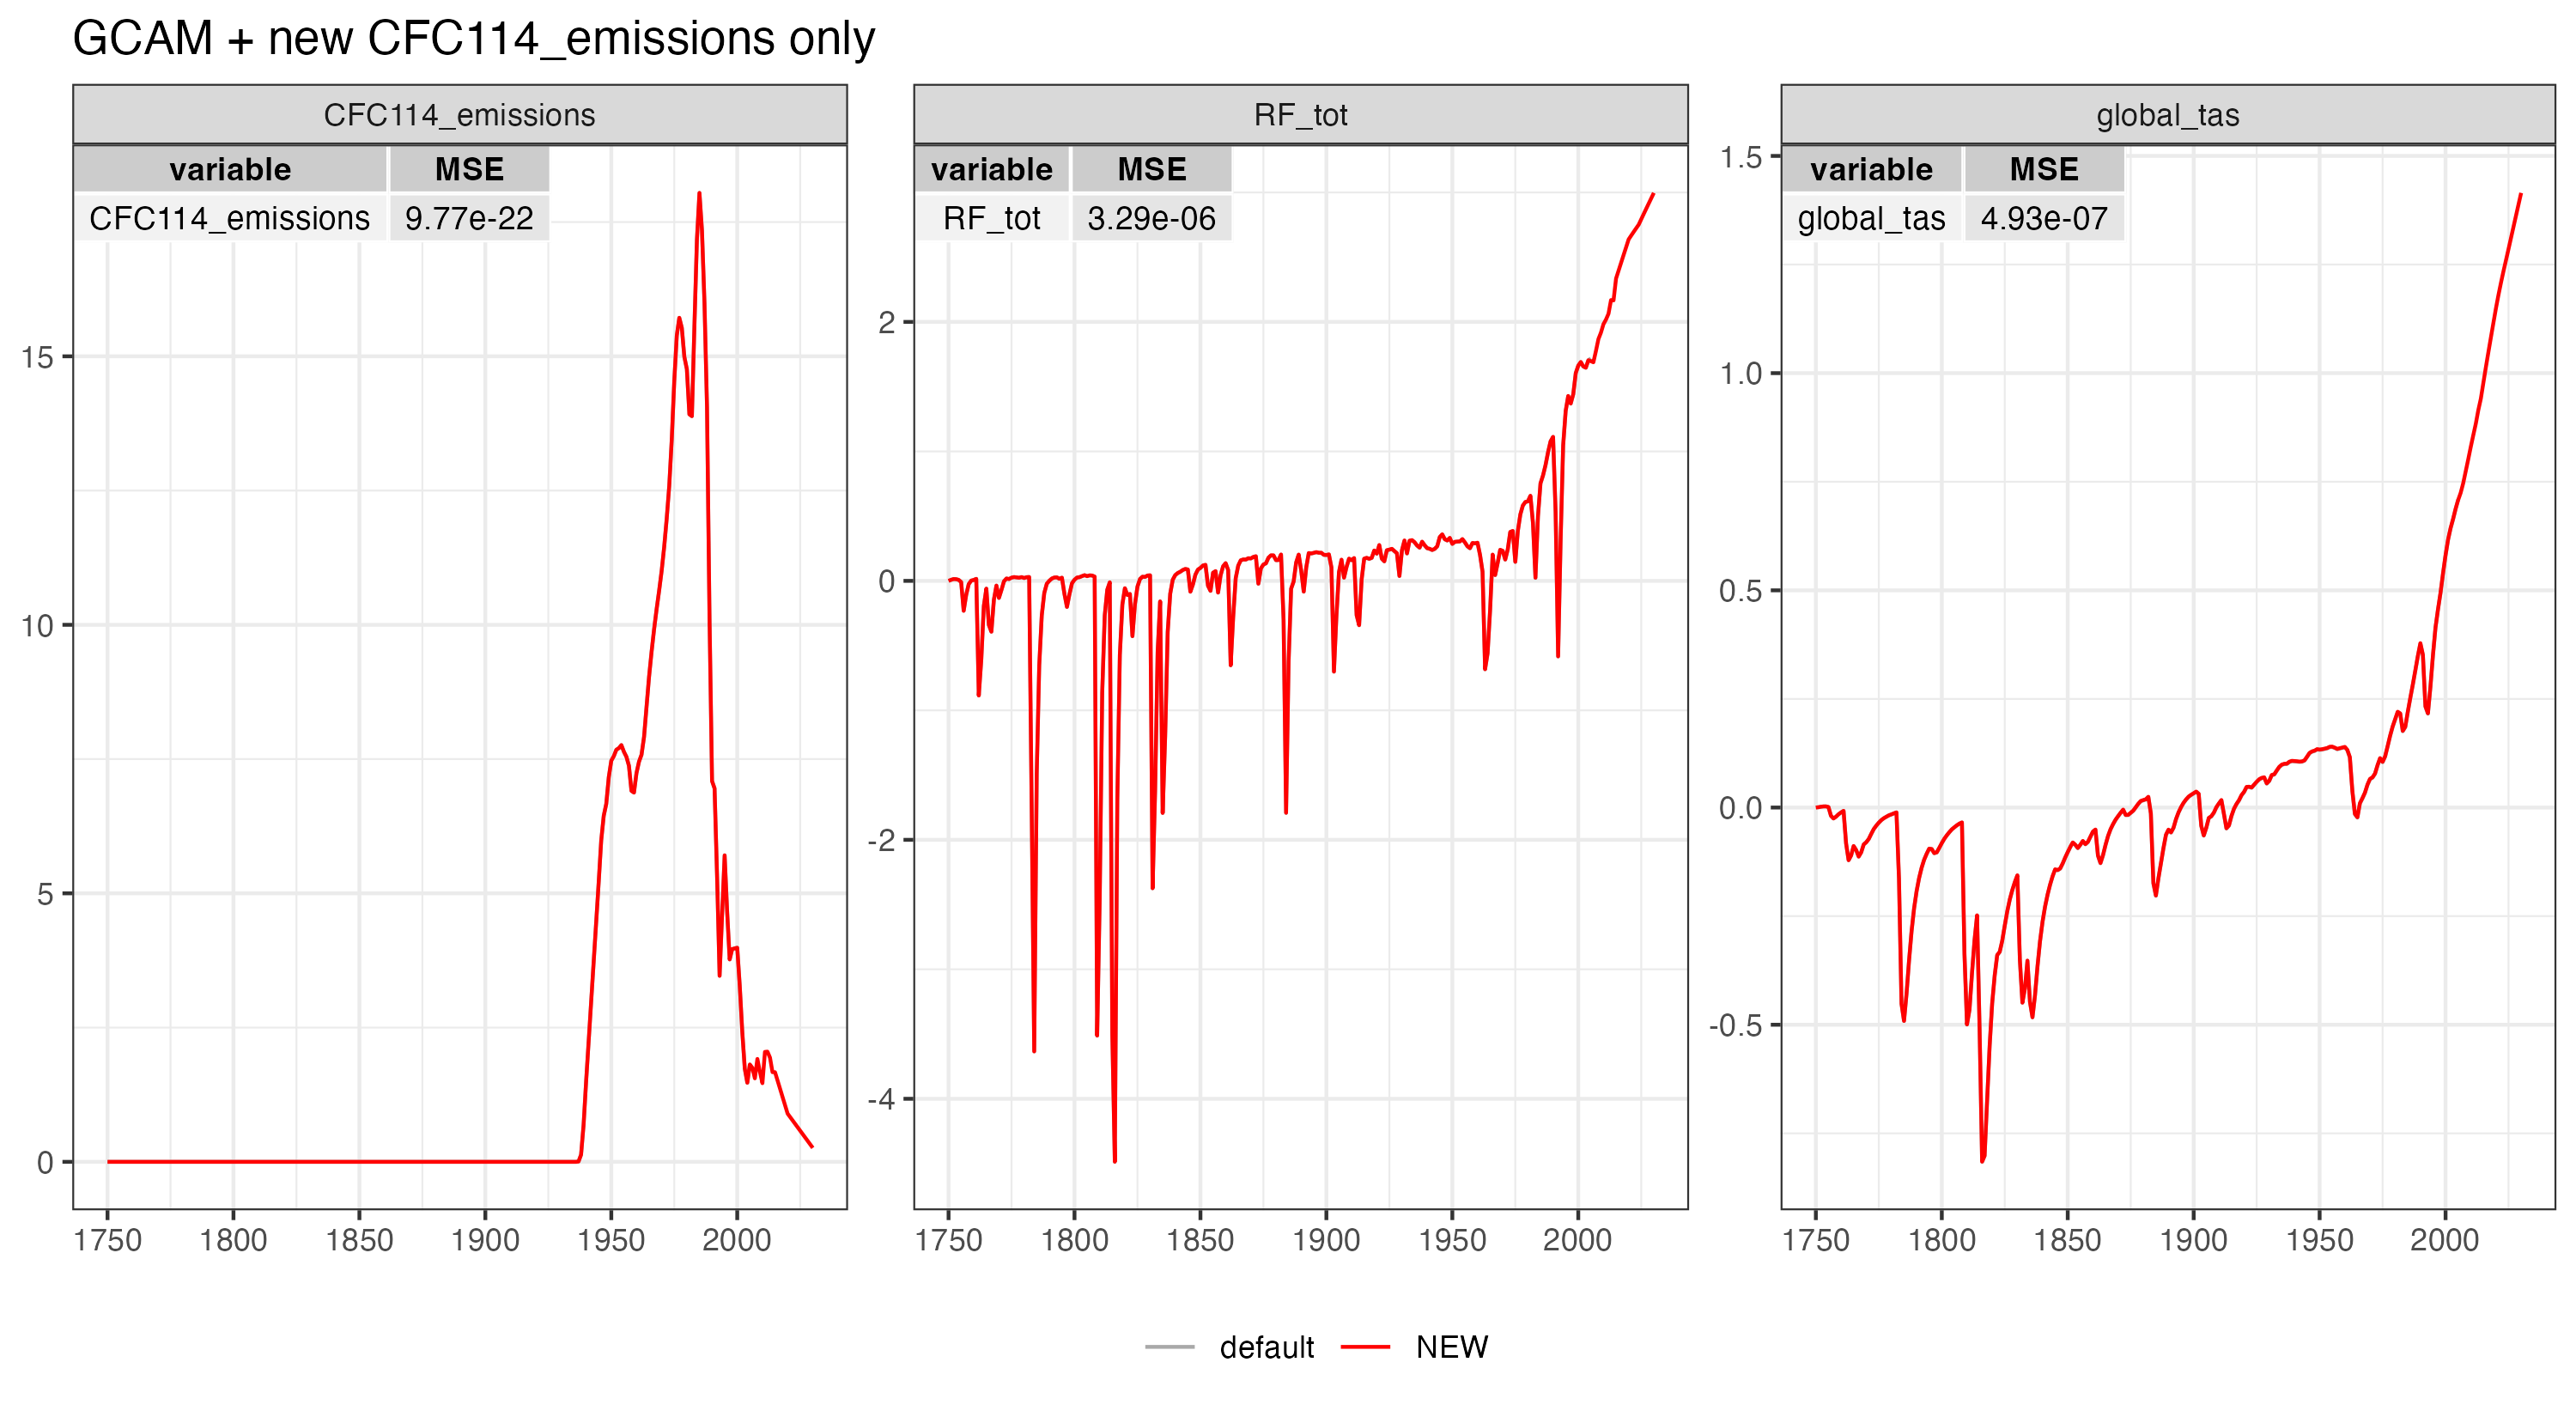 GCAM + new CFC114_emissions only
CFC114_emissions
variable MSE
CFC114_emissions 9.77e-22
15
10
5
0
1750 1800 1850 1900 1950 2000
RF_tot
variable MSE
RF_tot 3.29e-06
2
0
-2
-4
1750 1800 1850 1900 1950 2000
global_tas
variable MSE
global_tas 4.93e-07
1.5
1.0
0.5
0.0
-0.5
1750 1800 1850 1900 1950 2000
default NEW